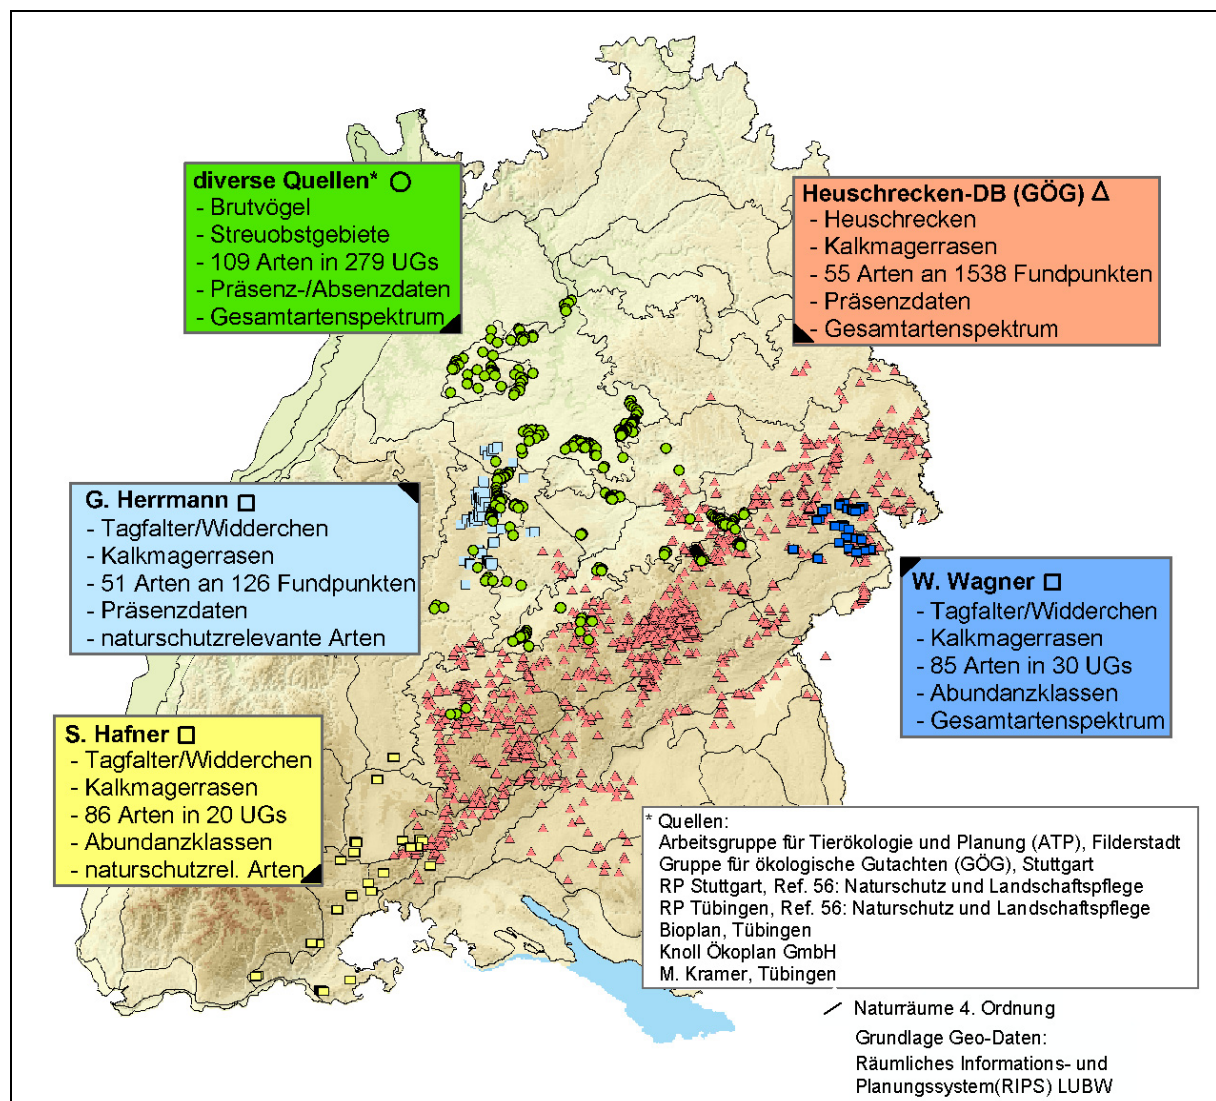 diverse Quellen*
- Brutvögel
- Streuobstgebiete
- 109 Arten in 279 UGs
- Präsenz-/Absenzdaten
- Gesamtartenspektrum
Heuschrecken-DB (GÖG)
- Heuschrecken
- Kalkmagerrasen
- 55 Arten an 1538 Fundpunkten
- Präsenzdaten
- Gesamtartenspektrum
G. Herrmann
- Tagfalter/Widderchen
- Kalkmagerrasen
- 51 Arten an 126 Fundpunkten
- Präsenzdaten
- naturschutzrelevante Arten
W. Wagner
- Tagfalter/Widderchen
- Kalkmagerrasen
- 85 Arten in 30 UGs
- Abundanzklassen
- Gesamtartenspektrum
S. Hafner
- Tagfalter/Widderchen
- Kalkmagerrasen
- 86 Arten in 20 UGs
- Abundanzklassen
- naturschutzrel. Arten
* Quellen:
Arbeitsgruppe für Tierökologie und Planung (ATP), Filderstadt
Gruppe für ökologische Gutachten (GÖG), Stuttgart
RP Stuttgart, Ref. 56: Naturschutz und Landschaftspflege
RP Tübingen, Ref. 56: Naturschutz und Landschaftspflege
Bioplan, Tübingen
Knoll Ökoplan GmbH
M. Kramer, Tübingen
Naturräume 4. Ordnung
Grundlage Geo-Daten:
Räumliches Informations- und
Planungssystem(RIPS) LUBW